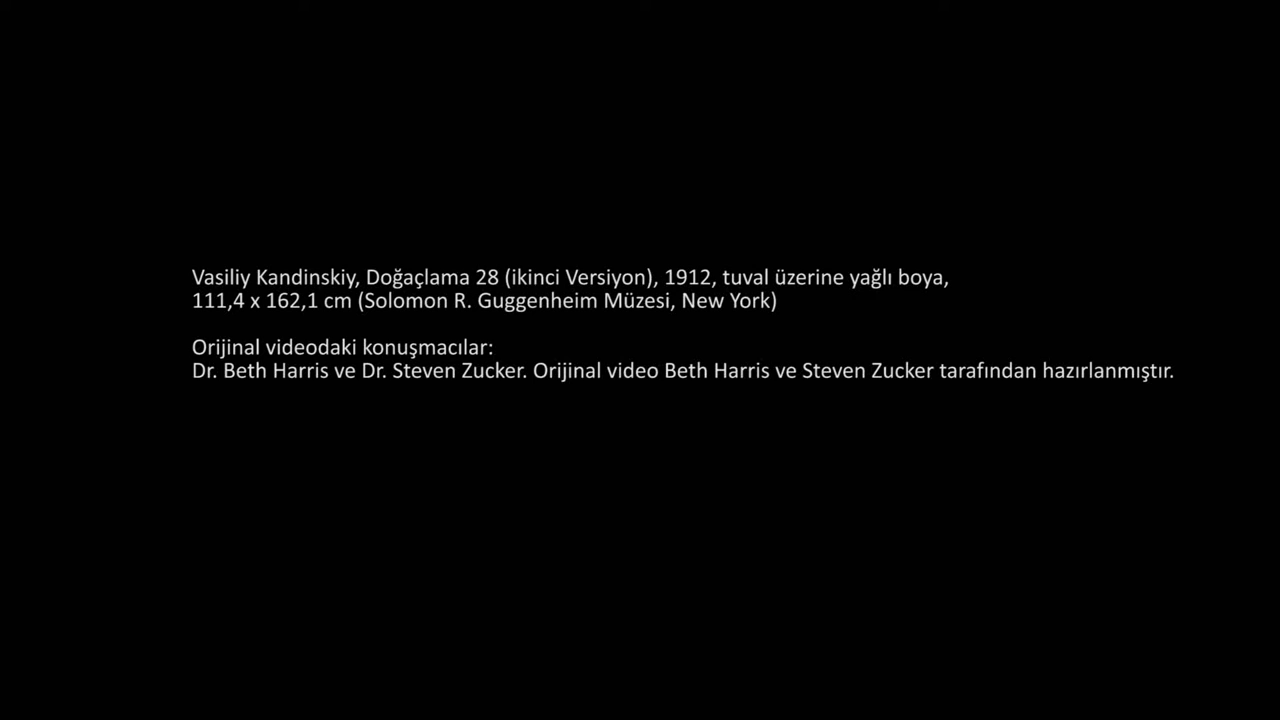 Vasiliy Kandinskiy, Doğaçlama 28 (ikinci Versiyon), 1912, tuval üzerine yağlı boya,
111,4 x 162,1 cm (Solomon R. Guggenheim Müzesi, New York)
Orijinal videodaki konuşmacılar:
Dr. Beth Harris ve Dr. Steven Zucker. Orijinal video Beth Harris ve Steven Zucker tarafından hazırlanmıştır.